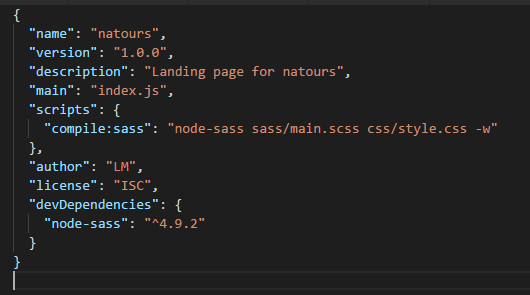 {
  "name": "natours",
  "version": "1.0.0",
  "description": "Landing page for natours",
  "main": "index.js",
  "scripts": {
    "compile:sass": "node-sass sass/main.scss css/style.css -w"
  },
  "author": "LM",
  "license": "ISC",
  "devDependencies": {
    "node-sass": "^4.9.2"
  }
}